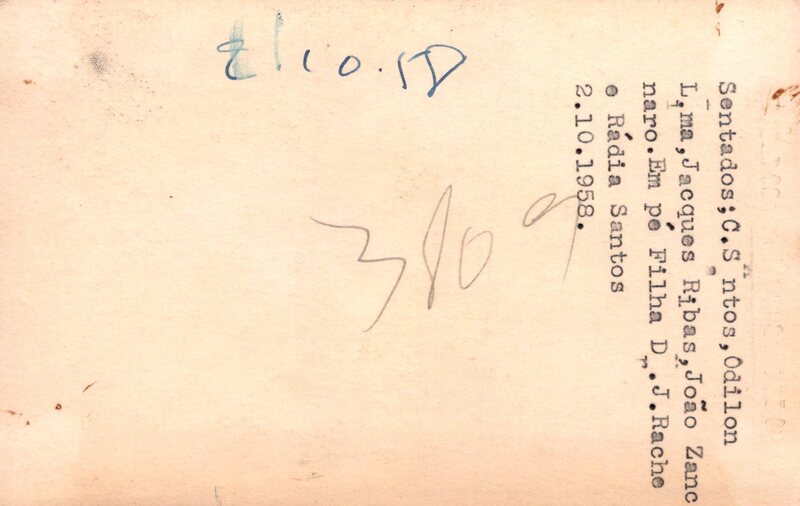 2.10.58
Sentados;C.Santos,Odilon
Lima,Jacques Ribas,João Zanc
naro.Em pé Filha Dr.J.Rache
e Rádia Santos
2.10.1958.
3809